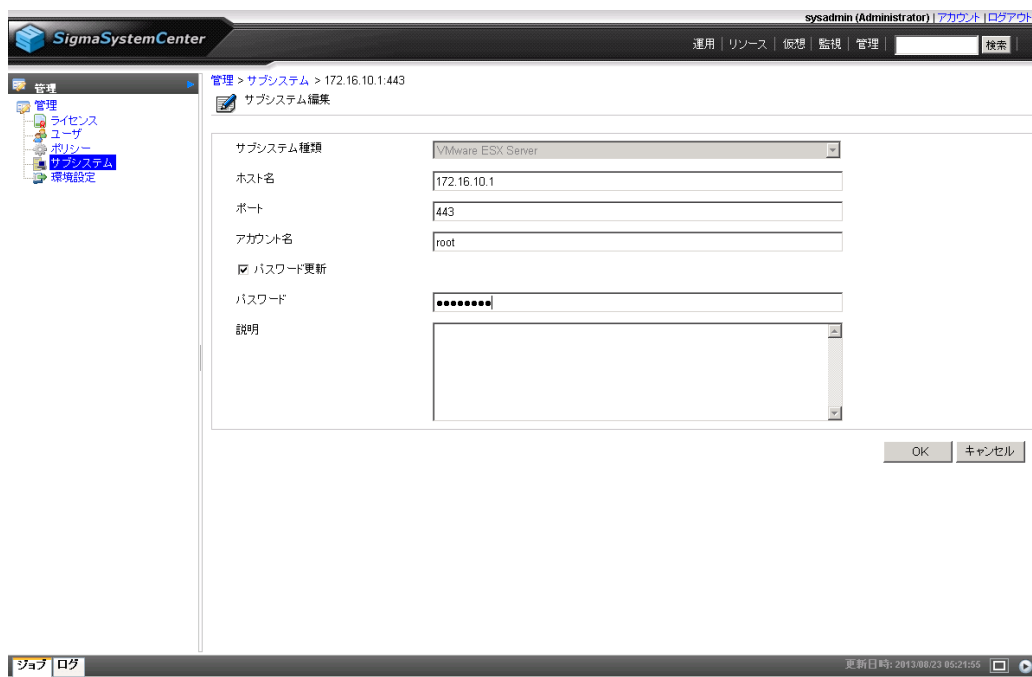 sysadmin (Administrator) | アカウント | ログアウト
SigmaSystemCenter
運用 | リソース | 仮想 | 監視 | 管理 | 検索
管理
管理
ライセンス
ユーザ
ポリシー
サブシステム
環境設定
管理 > サブシステム > 172.16.10.1:443
サブシステム編集
サブシステム種類 VMware ESX Server
ホスト名 172.16.10.1
ポート 443
アカウント名 root
パスワード更新
パスワード ●●●●●●●●
説明
OK キャンセル
ジョブ ログ 更新日時: 2013/08/23 05:21:55